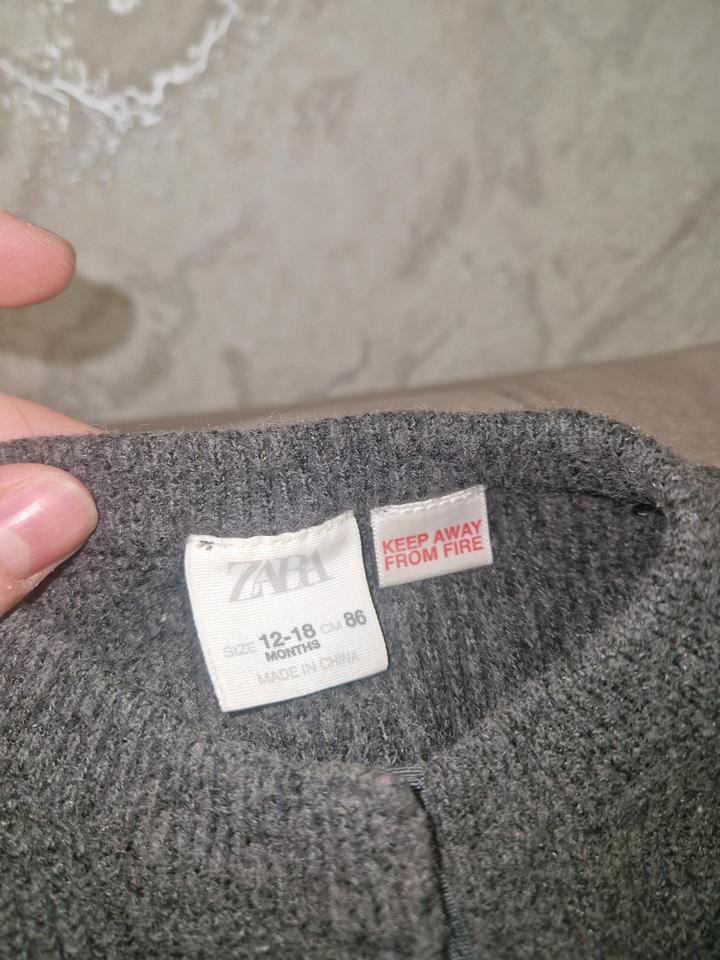 ZARA
SIZE 12-18 CM 86
MONTHS
MADE IN CHINA
KEEP AWAY
FROM FIRE